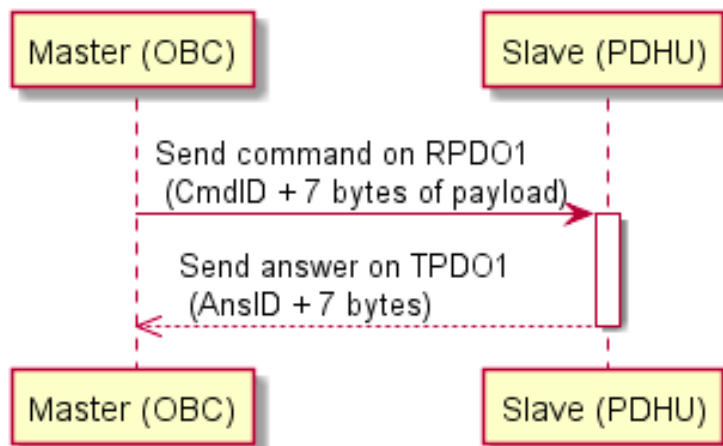 Master (OBC)
Slave (PDHU)
Send command on RPDO1
(CmdID + 7 bytes of payload)
Send answer on TPDO1
(AnsID + 7 bytes)
Master (OBC)
Slave (PDHU)